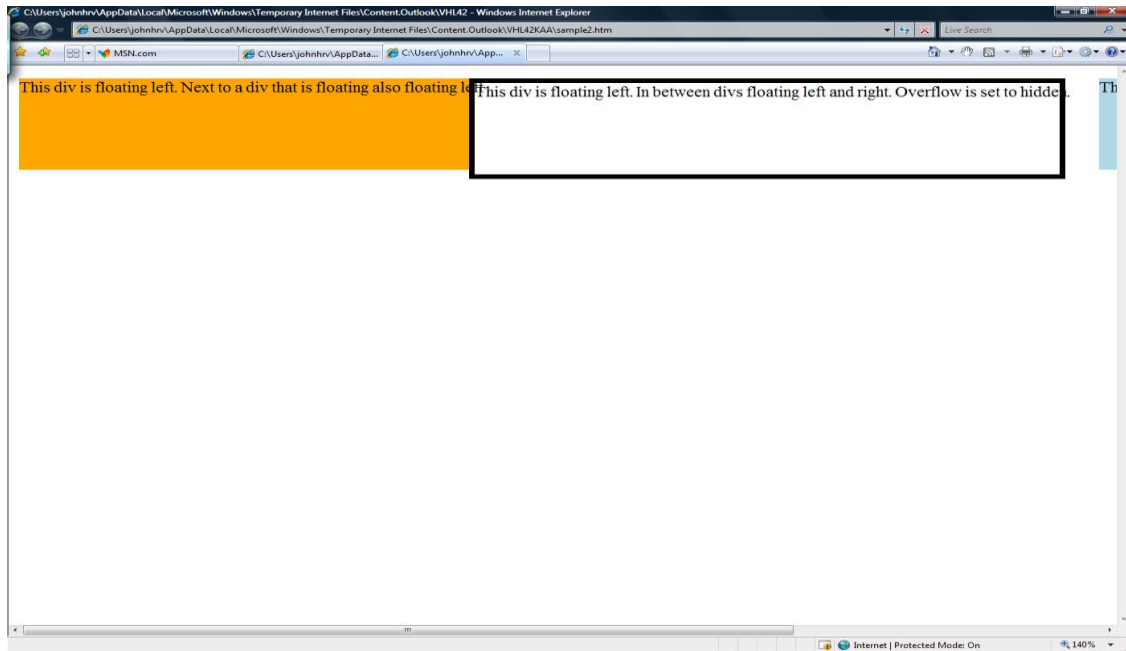 C:\Users\johnhrv\AppData\Local\Microsoft\Windows\Temporary Internet Files\Content.Outlook\VHL42 - Windows Internet Explorer
C:\Users\johnhrv\AppData\Local\Microsoft\Windows\Temporary Internet Files\Content.Outlook\VHL42KAA\sample2.htm
Live Search
MSN.com
C:\Users\johnhrv\AppData...
C:\Users\johnhrv\App...
This div is floating left. Next to a div that is floating also floating left
This div is floating left. In between divs floating left and right. Overflow is set to hidden.
Th
Internet | Protected Mode: On
140%